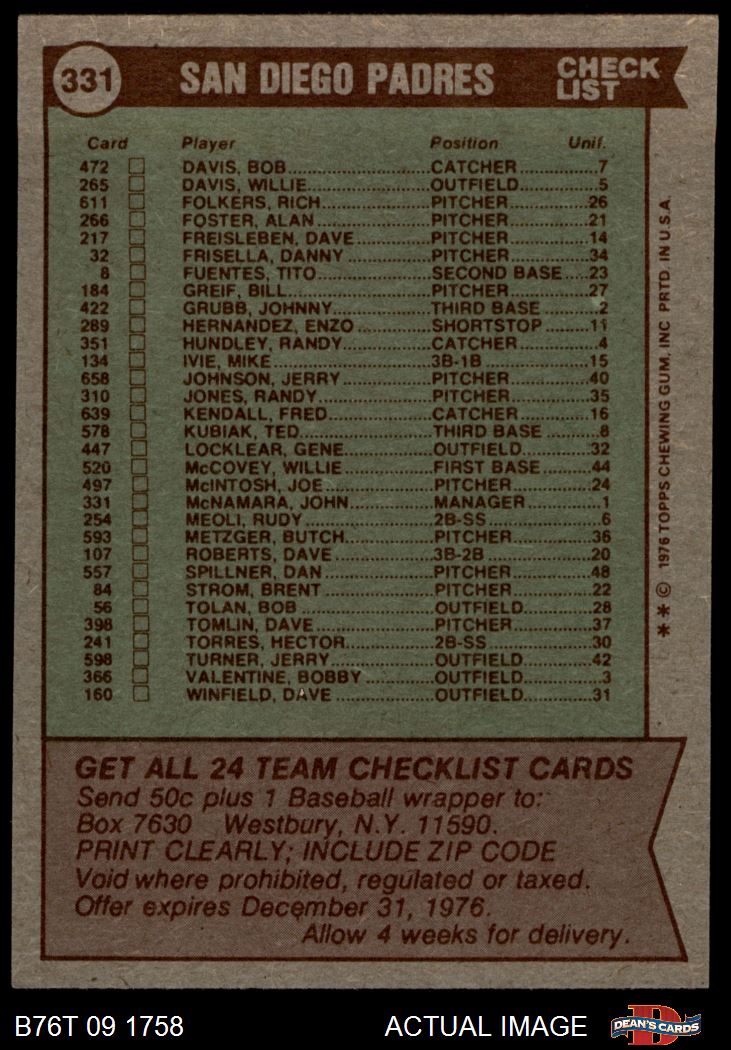 331 SAN DIEGO PADRES CHECK LIST
Card Player Position Unif.
472 DAVIS, BOB CATCHER 7
265 DAVIS, WILLIE OUTFIELD 5
611 FOLKERS, RICH PITCHER 26
266 FOSTER, ALAN PITCHER 21
217 FREISLEBEN, DAVE PITCHER 14
32 FRISELLA, DANNY PITCHER 34
8 FUENTES, TITO SECOND BASE 23
184 GREIF, BILL PITCHER 27
422 GRUBB, JOHNNY THIRD BASE 2
289 HERNANDEZ, ENZO SHORTSTOP 11
351 HUNDLEY, RANDY CATCHER 4
134 IVIE, MIKE 3B-1B 15
658 JOHNSON, JERRY PITCHER 40
310 JONES, RANDY PITCHER 35
639 KENDALL, FRED CATCHER 16
578 KUBIAK, TED THIRD BASE 8
447 LOCKLEAR, GENE OUTFIELD 32
520 McCOVEY, WILLIE FIRST BASE 44
497 McINTOSH, JOE PITCHER 24
331 McNAMARA, JOHN MANAGER 1
254 MEOLI, RUDY 2B-SS 6
593 METZGER, BUTCH PITCHER 36
107 ROBERTS, DAVE 3B-2B 20
557 SPILLNER, DAN PITCHER 48
84 STROM, BRENT PITCHER 22
56 TOLAN, BOB OUTFIELD 28
398 TOMLIN, DAVE PITCHER 37
241 TORRES, HECTOR 2B-SS 30
598 TURNER, JERRY OUTFIELD 42
366 VALENTINE, BOBBY OUTFIELD 3
160 WINFIELD, DAVE OUTFIELD 31
* * © 1976 TOPPS CHEWING GUM, INC PRTD. IN U.S.A.
GET ALL 24 TEAM CHECKLIST CARDS
Send 50c plus 1 Baseball wrapper to:
Box 7630 Westbury, N.Y. 11590.
PRINT CLEARLY; INCLUDE ZIP CODE
Void where prohibited, regulated or taxed.
Offer expires December 31, 1976.
Allow 4 weeks for delivery.
B76T 09 1758 ACTUAL IMAGE DEAN'S CARDS